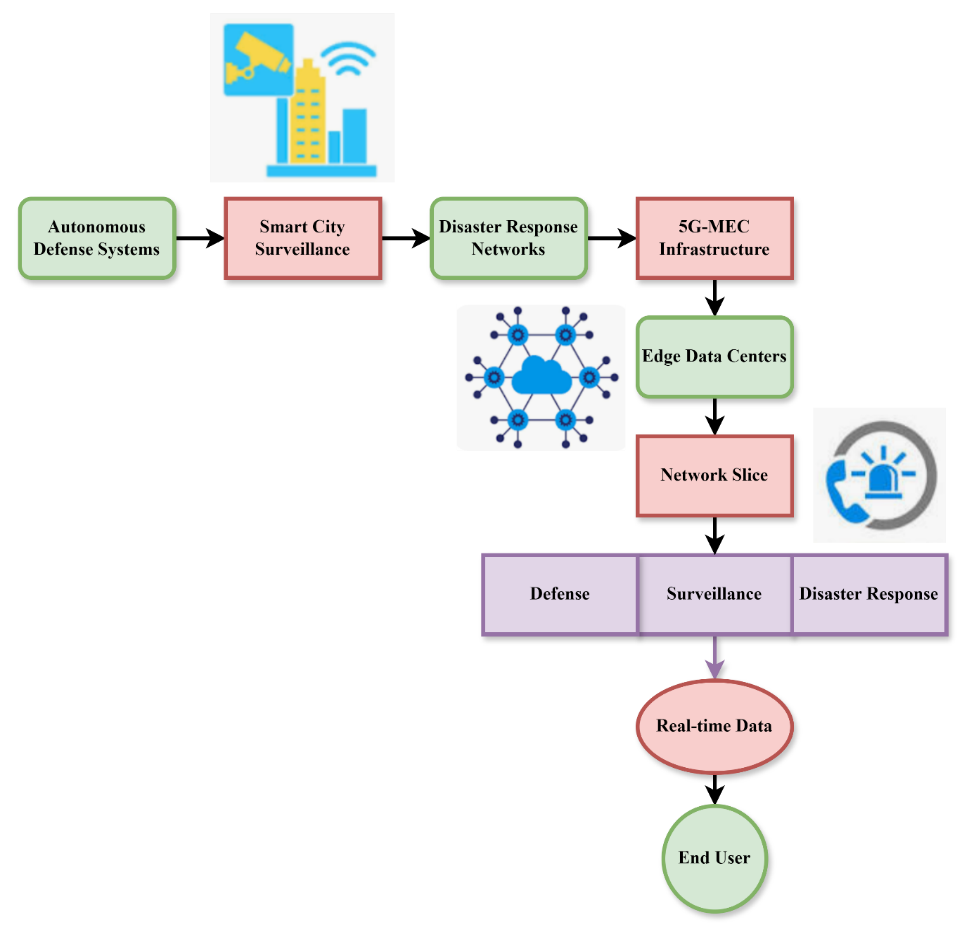 Autonomous
Defense Systems
Smart City
Surveillance
Disaster Response
Networks
5G-MEC
Infrastructure
Edge Data Centers
Network Slice
Defense
Surveillance
Disaster Response
Real-time Data
End User